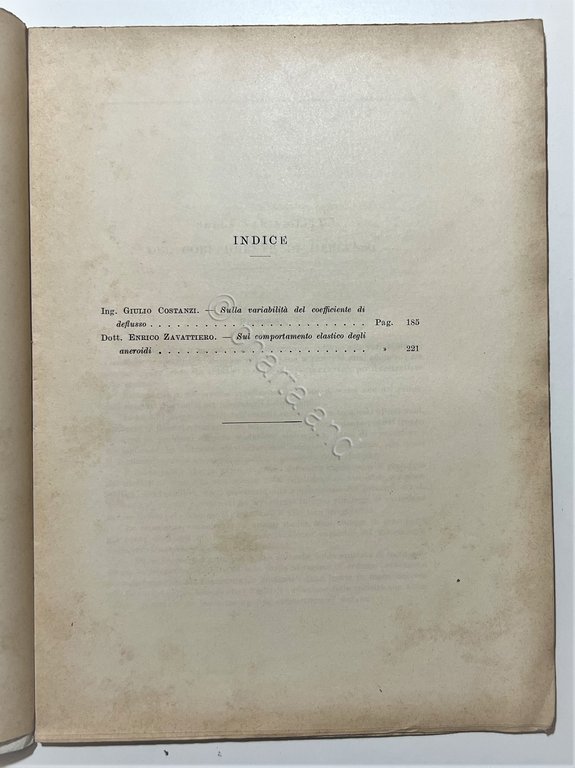 INDICE
Ing. GIULIO COSTANZI. — Sulla variabilità del coefficiente di
deflusso . . . . . . . . . . . . . . . . . . . . . . . Pag. 185
Dott. ENRICO ZAVATTIERO. — Sul comportamento elastico degli
aneroidi . . . . . . . . . . . . . . . . . . . . . . . » 221